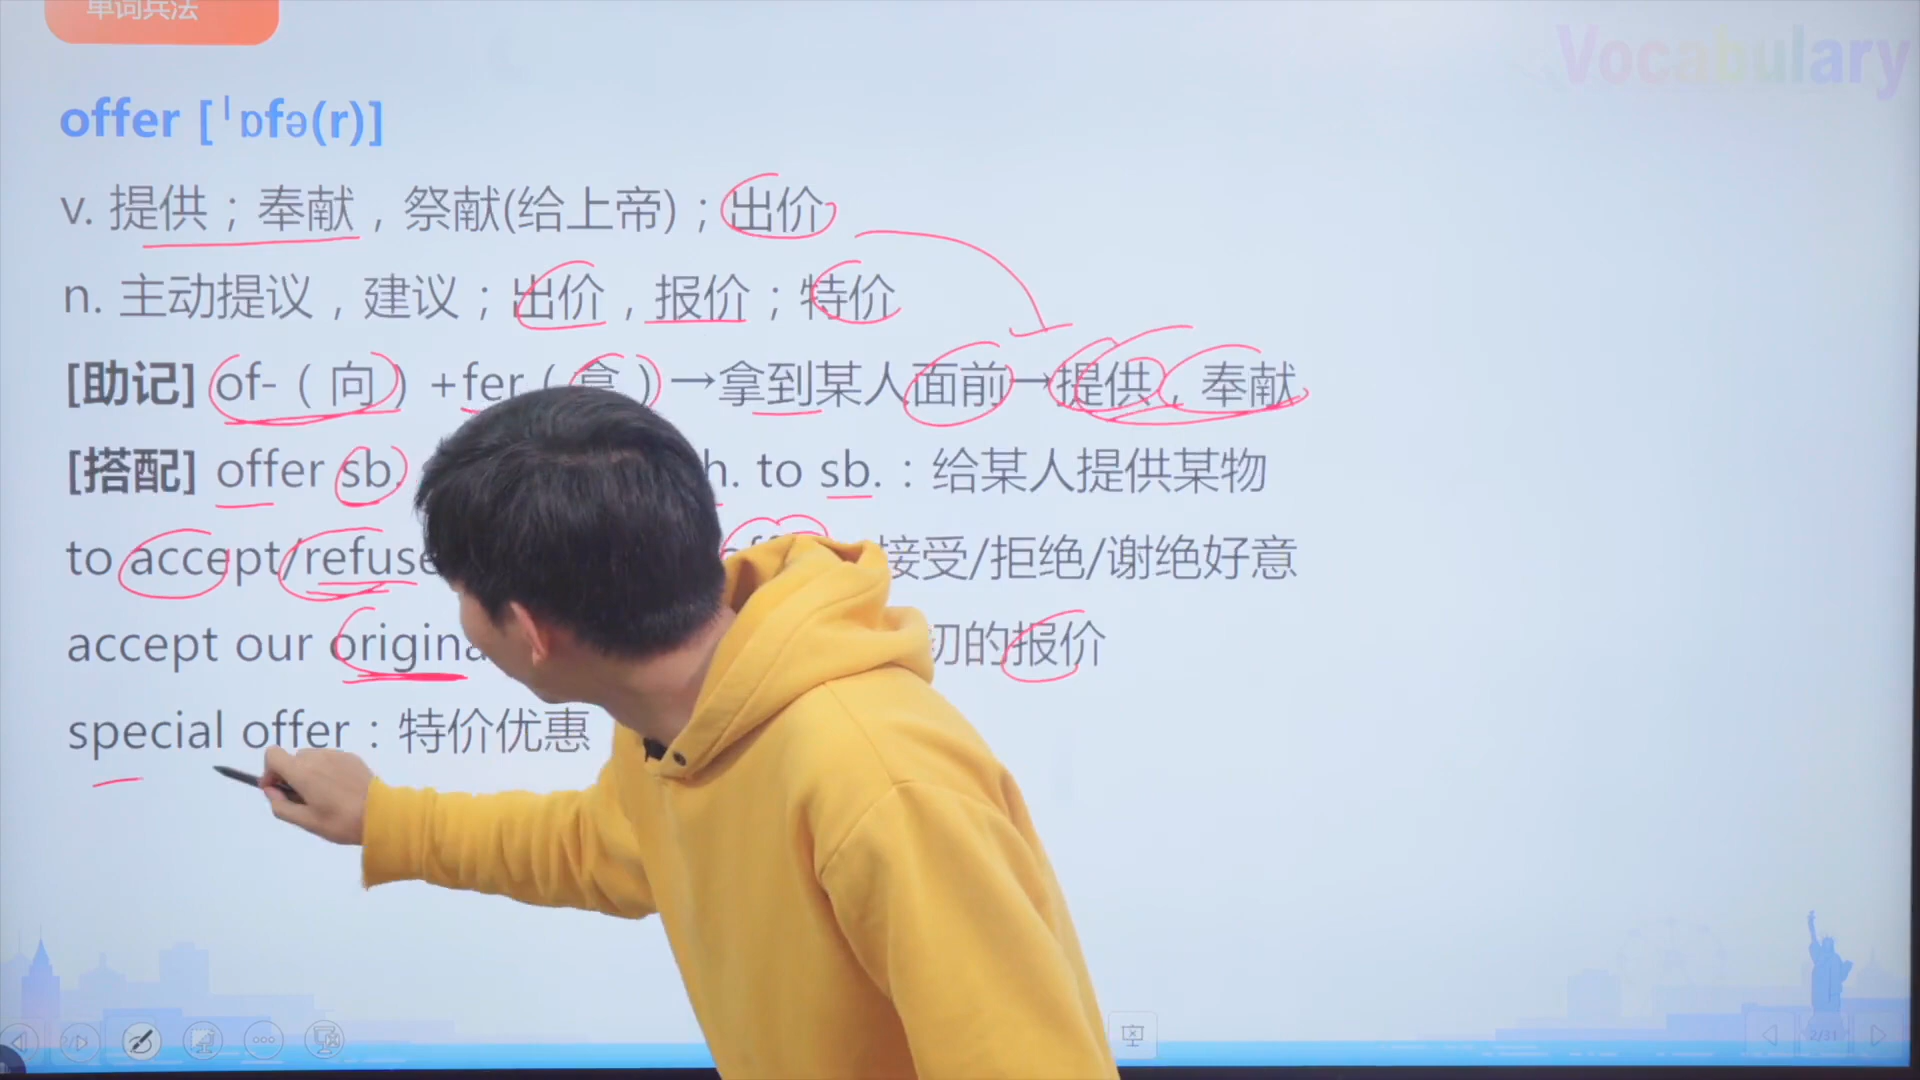 单词兵法
Vocabulary
offer [ˈɒfə(r)]
v. 提供；奉献，祭献(给上帝)；出价
n. 主动提议，建议；出价，报价；特价
[助记] of-（向）+fer（拿）→拿到某人面前→提供，奉献
[搭配] offer sb. h. to sb.：给某人提供某物
to accept/refuse 接受/拒绝/谢绝好意
accept our origina 初的报价
special offer：特价优惠
2/31